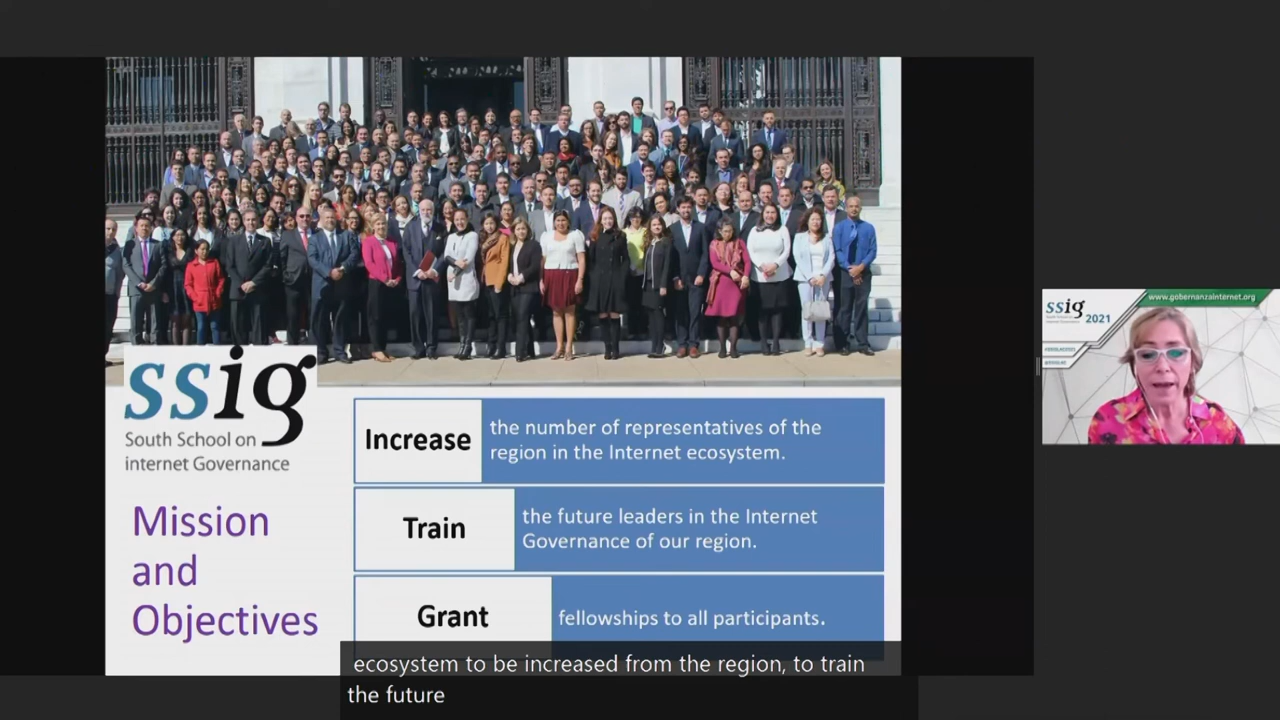 ssig
South School on
internet Governance
Mission
and
Objectives
Increase
the number of representatives of the
region in the Internet ecosystem.
Train
the future leaders in the Internet
Governance of our region.
Grant
fellowships to all participants.
ecosystem to be increased from the region, to train
the future
ssig
2021
www.gobernanzainternet.org